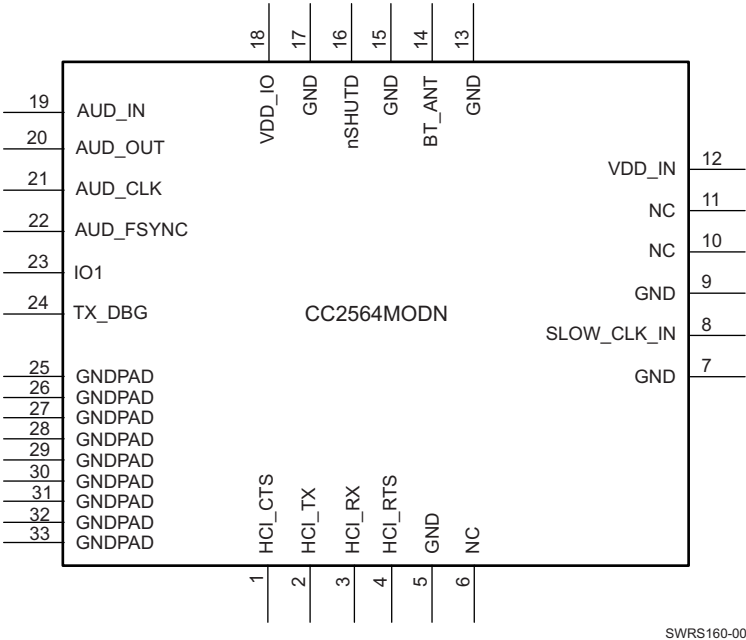 18 17 16 15 14 13
VDD_IO GND nSHUTD GND BT_ANT GND
19 AUD_IN
20 AUD_OUT
21 AUD_CLK
22 AUD_FSYNC
23 IO1
24 TX_DBG
25 GNDPAD
26 GNDPAD
27 GNDPAD
28 GNDPAD
29 GNDPAD
30 GNDPAD
31 GNDPAD
32 GNDPAD
33 GNDPAD
CC2564MODN
VDD_IN 12
NC 11
NC 10
GND 9
SLOW_CLK_IN 8
GND 7
HCI_CTS HCI_TX HCI_RX HCI_RTS GND NC
1 2 3 4 5 6
SWRS160-00